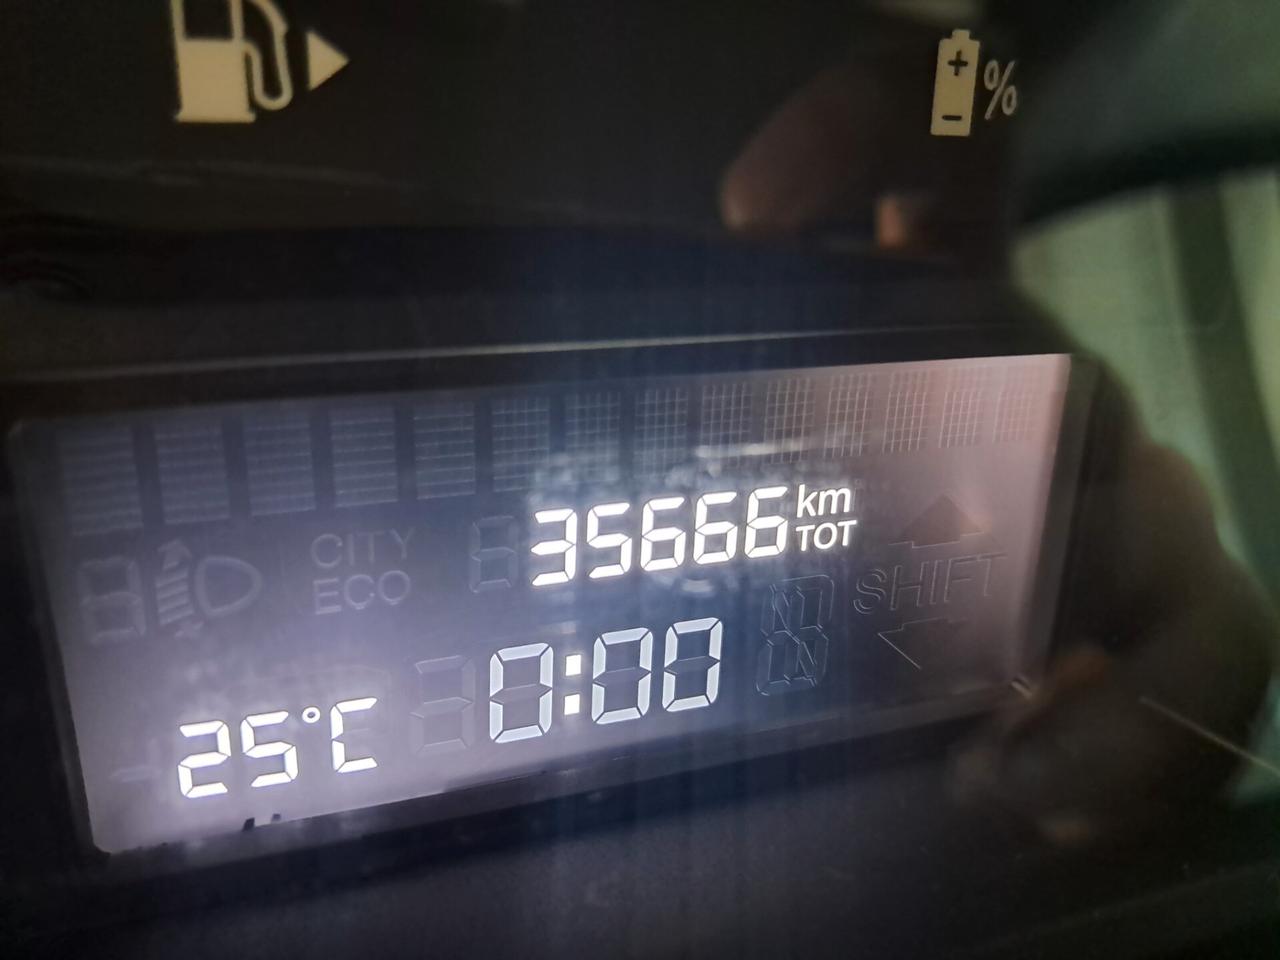 %
CITY
ECO
35666 km
TOT
SHIFT
25°C
0:00